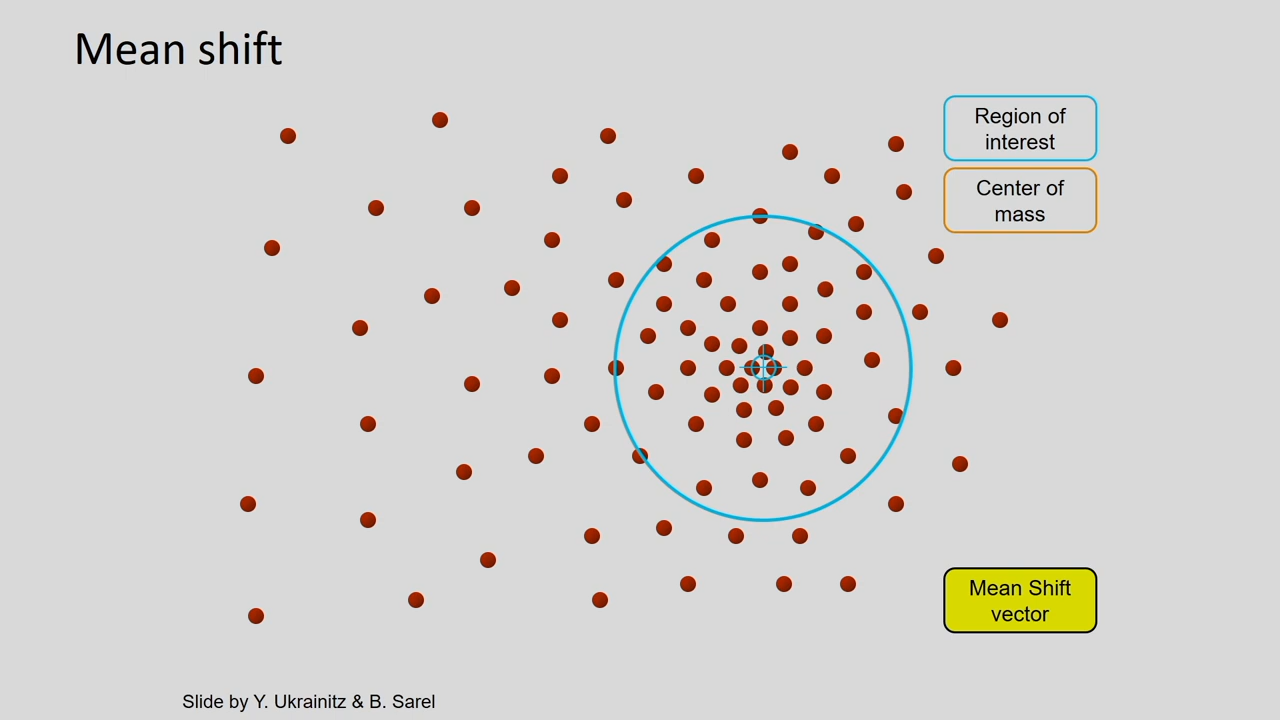 Mean shift
Region of
interest
Center of
mass
Mean Shift
vector
Slide by Y. Ukrainitz & B. Sarel